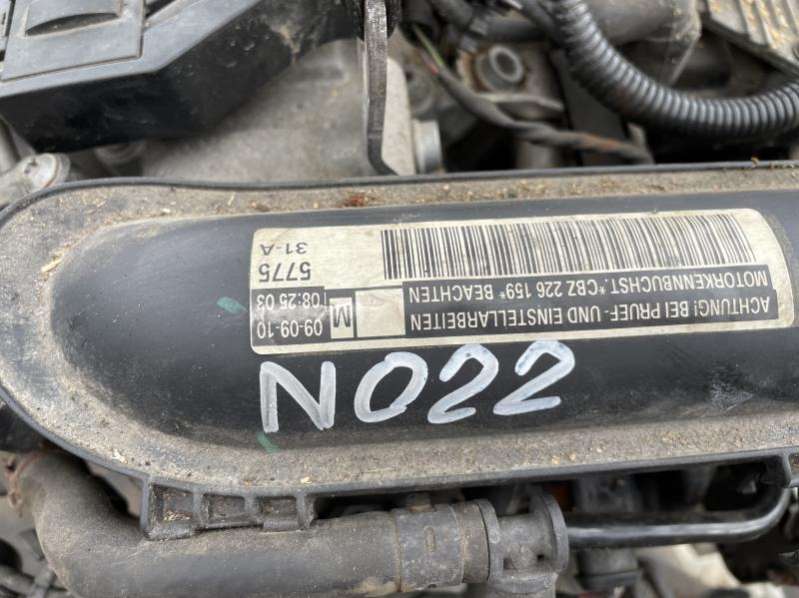 ACHTUNG! BEI PRUEF- UND EINSTELLARBEITEN
MOTORKENNBUCHST. *CBZ 226 159* BEACHTEN
M
09-09-10
08:25 03
5775
31-A
N022